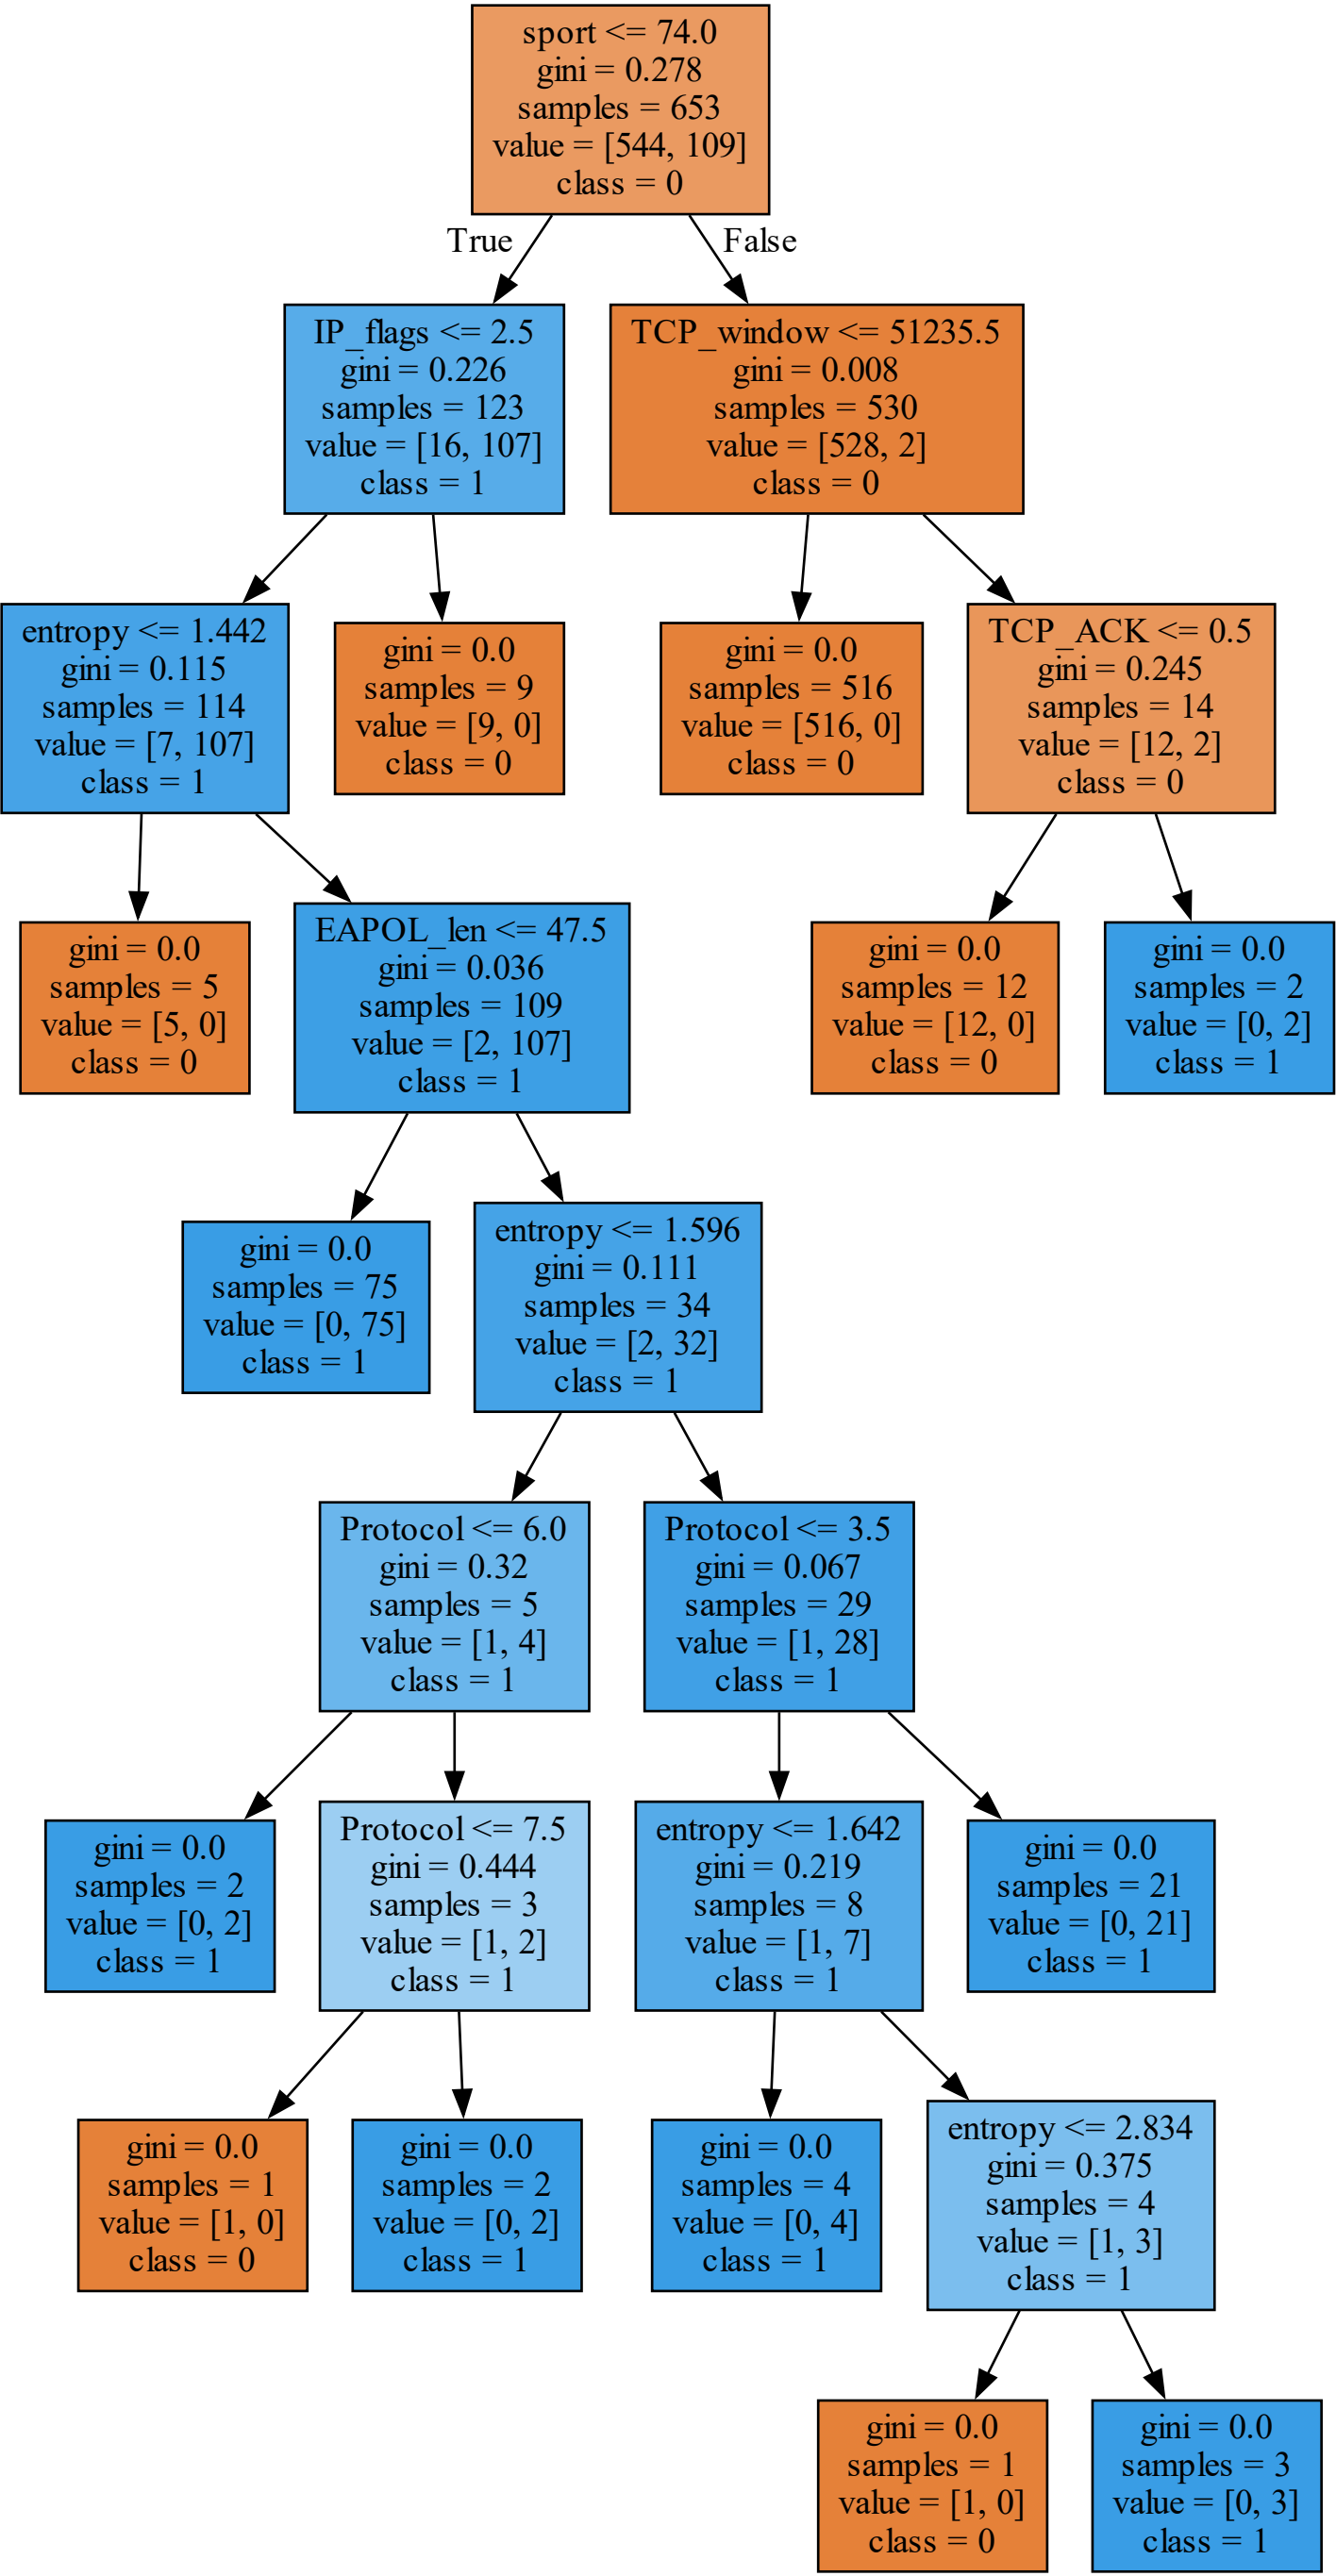 sport <= 74.0
gini = 0.278
samples = 653
value = [544, 109]
class = 0
True
False
IP_flags <= 2.5
gini = 0.226
samples = 123
value = [16, 107]
class = 1
TCP_window <= 51235.5
gini = 0.008
samples = 530
value = [528, 2]
class = 0
entropy <= 1.442
gini = 0.115
samples = 114
value = [7, 107]
class = 1
gini = 0.0
samples = 9
value = [9, 0]
class = 0
gini = 0.0
samples = 516
value = [516, 0]
class = 0
TCP_ACK <= 0.5
gini = 0.245
samples = 14
value = [12, 2]
class = 0
gini = 0.0
samples = 5
value = [5, 0]
class = 0
EAPOL_len <= 47.5
gini = 0.036
samples = 109
value = [2, 107]
class = 1
gini = 0.0
samples = 12
value = [12, 0]
class = 0
gini = 0.0
samples = 2
value = [0, 2]
class = 1
gini = 0.0
samples = 75
value = [0, 75]
class = 1
entropy <= 1.596
gini = 0.111
samples = 34
value = [2, 32]
class = 1
Protocol <= 6.0
gini = 0.32
samples = 5
value = [1, 4]
class = 1
Protocol <= 3.5
gini = 0.067
samples = 29
value = [1, 28]
class = 1
gini = 0.0
samples = 2
value = [0, 2]
class = 1
Protocol <= 7.5
gini = 0.444
samples = 3
value = [1, 2]
class = 1
entropy <= 1.642
gini = 0.219
samples = 8
value = [1, 7]
class = 1
gini = 0.0
samples = 21
value = [0, 21]
class = 1
gini = 0.0
samples = 1
value = [1, 0]
class = 0
gini = 0.0
samples = 2
value = [0, 2]
class = 1
gini = 0.0
samples = 4
value = [0, 4]
class = 1
entropy <= 2.834
gini = 0.375
samples = 4
value = [1, 3]
class = 1
gini = 0.0
samples = 1
value = [1, 0]
class = 0
gini = 0.0
samples = 3
value = [0, 3]
class = 1